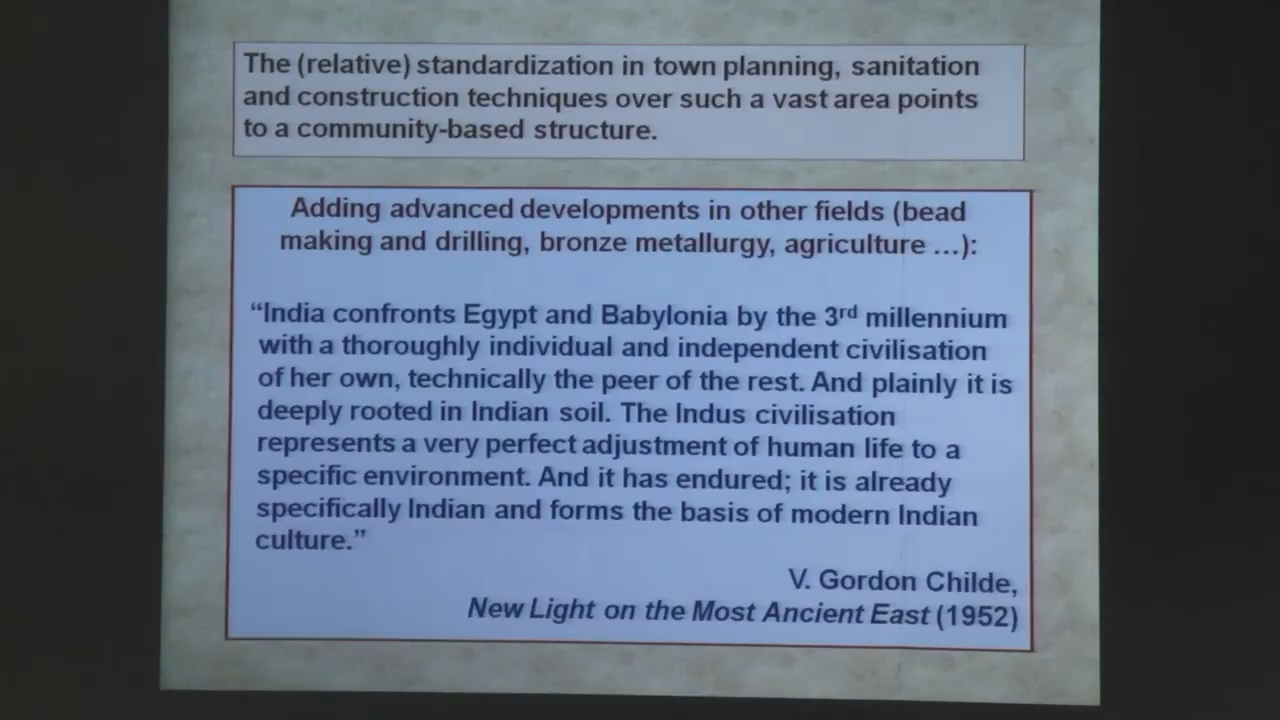 The (relative) standardization in town planning, sanitation
and construction techniques over such a vast area points
to a community-based structure.
Adding advanced developments in other fields (bead
making and drilling, bronze metallurgy, agriculture …):
“India confronts Egypt and Babylonia by the 3rd millennium
with a thoroughly individual and independent civilisation
of her own, technically the peer of the rest. And plainly it is
deeply rooted in Indian soil. The Indus civilisation
represents a very perfect adjustment of human life to a
specific environment. And it has endured; it is already
specifically Indian and forms the basis of modern Indian
culture.”
V. Gordon Childe,
New Light on the Most Ancient East (1952)